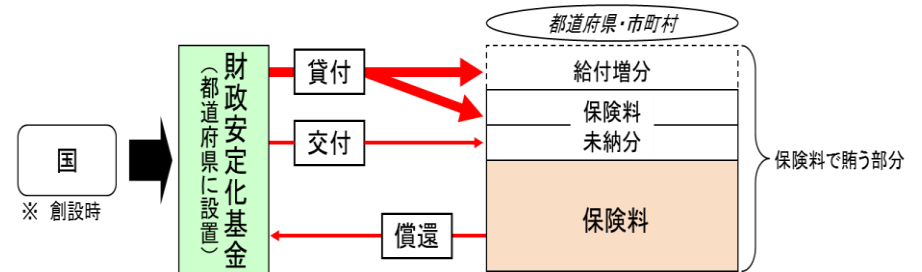 都道府県・市町村
国
※ 創設時
財政安定化基金
（都道府県に設置）
貸付
交付
償還
給付増分
保険料
未納分
保険料
保険料で賄う部分